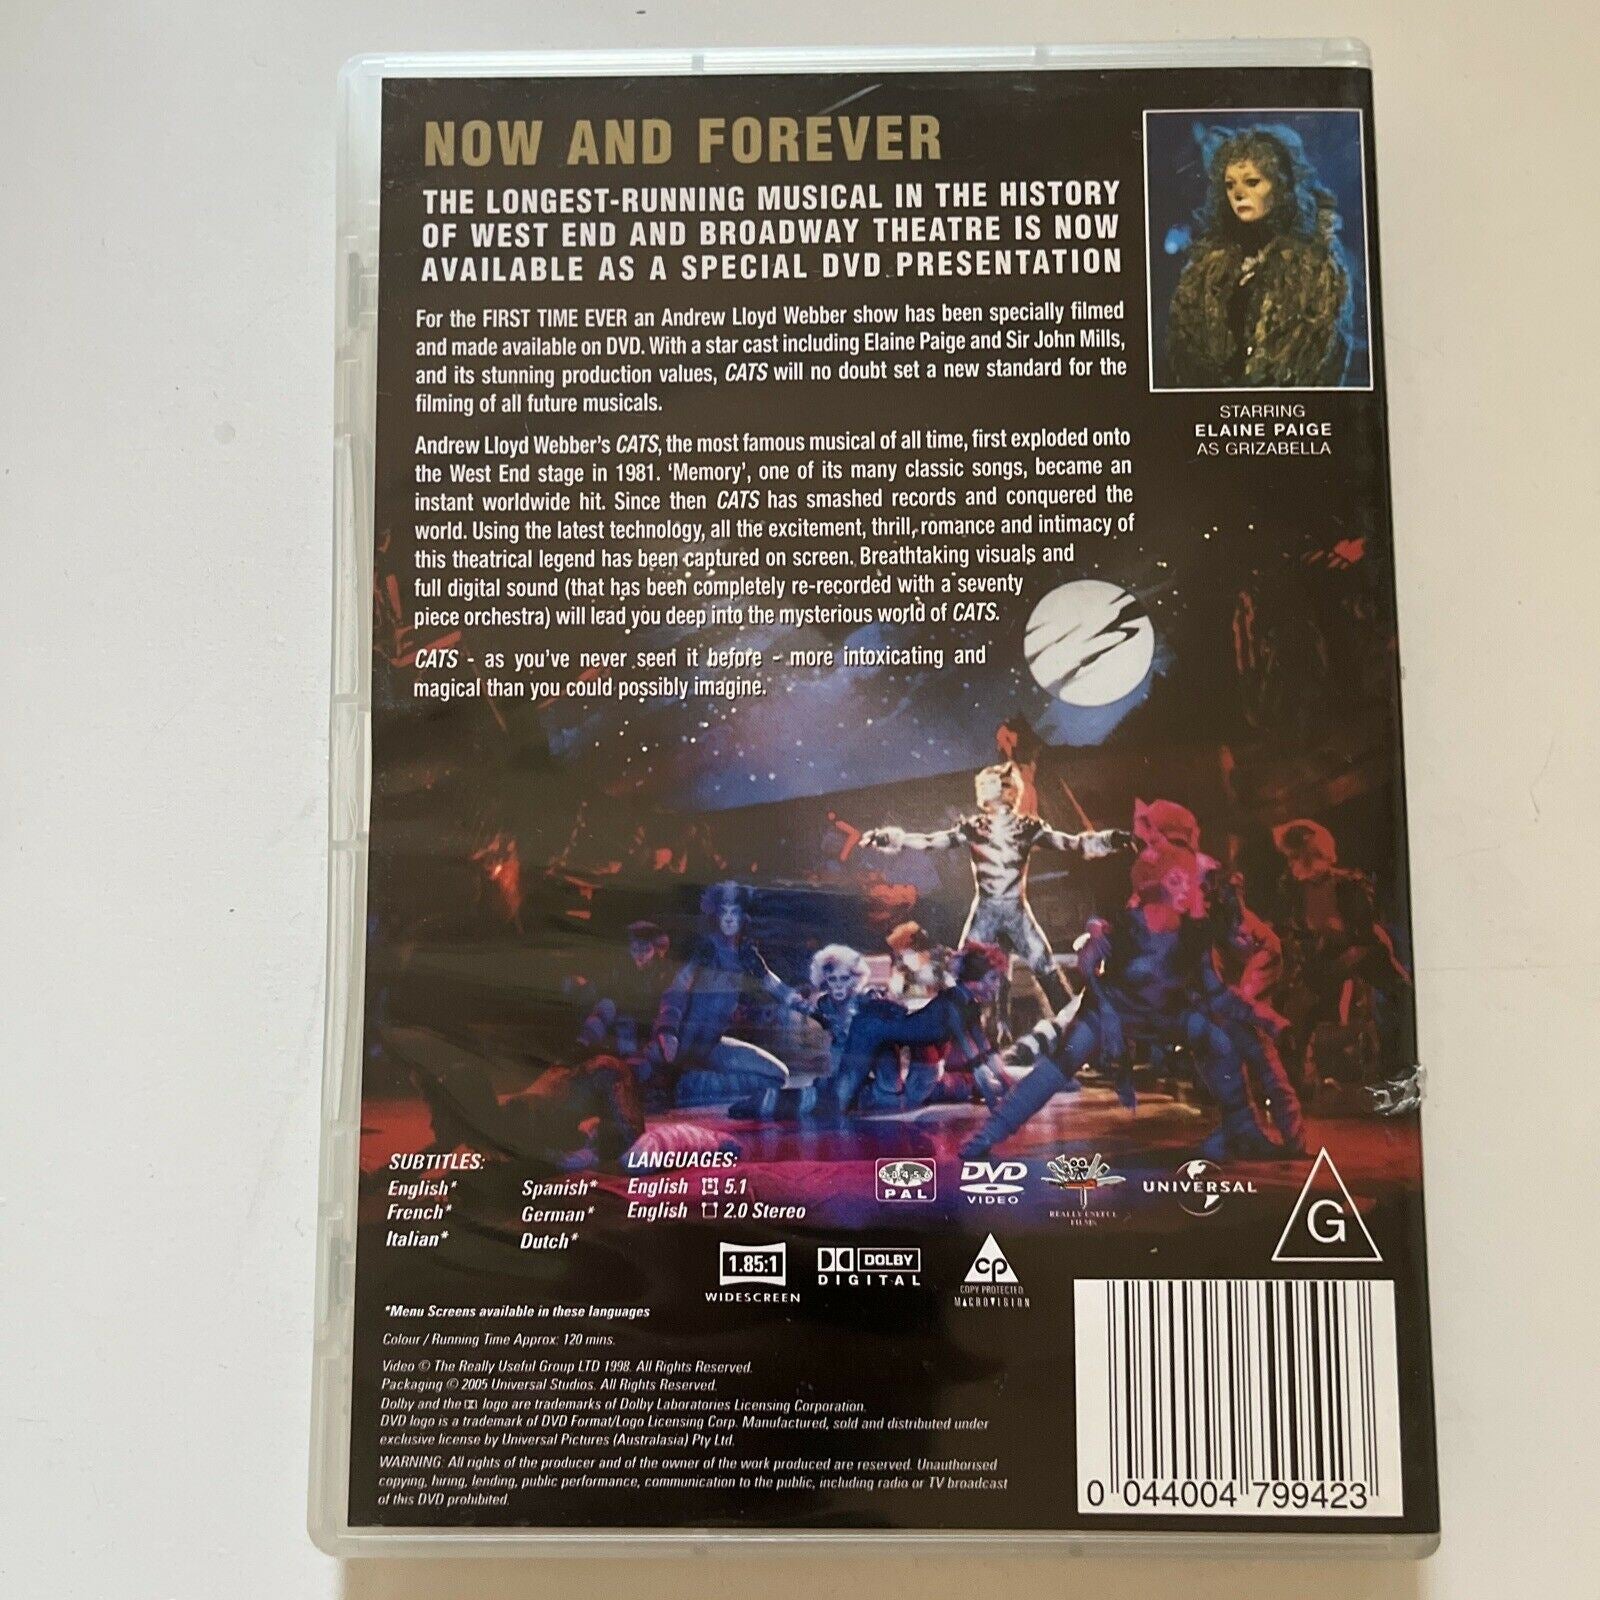 NOW AND FOREVER
THE LONGEST-RUNNING MUSICAL IN THE HISTORY
OF WEST END AND BROADWAY THEATRE IS NOW
AVAILABLE AS A SPECIAL DVD PRESENTATION
For the FIRST TIME EVER an Andrew Lloyd Webber show has been specially filmed
and made available on DVD. With a star cast including Elaine Paige and Sir John Mills,
and its stunning production values, CATS will no doubt set a new standard for the
filming of all future musicals.
STARRING
ELAINE PAIGE
AS GRIZABELLA
Andrew Lloyd Webber's CATS, the most famous musical of all time, first exploded onto
the West End stage in 1981. 'Memory', one of its many classic songs, became an
instant worldwide hit. Since then CATS has smashed records and conquered the
world. Using the latest technology, all the excitement, thrill, romance and intimacy of
this theatrical legend has been captured on screen. Breathtaking visuals and
full digital sound (that has been completely re-recorded with a seventy
piece orchestra) will lead you deep into the mysterious world of CATS.
CATS - as you've never seen it before - more intoxicating and
magical than you could possibly imagine.
SUBTITLES:
English*
French*
Italian*
Spanish*
German*
Dutch*
LANGUAGES:
English 5.1
English 2.0 Stereo
2 3 4 5 6
PAL
DVD
VIDEO
REALLY USEFUL
FILMS
UNIVERSAL
G
1.85:1
WIDESCREEN
DOLBY
DIGITAL
cp
COPY PROTECTED
MACROVISION
*Menu Screens available in these languages
Colour / Running Time Approx: 120 mins.
Video © The Really Useful Group LTD 1998. All Rights Reserved.
Packaging © 2005 Universal Studios. All Rights Reserved.
Dolby and the logo are trademarks of Dolby Laboratories Licensing Corporation.
DVD logo is a trademark of DVD Format/Logo Licensing Corp. Manufactured, sold and distributed under
exclusive license by Universal Pictures (Australasia) Pty Ltd.
WARNING: All rights of the producer and of the owner of the work produced are reserved. Unauthorised
copying, hiring, lending, public performance, communication to the public, including radio or TV broadcast
of this DVD prohibited.
0 044004 799423